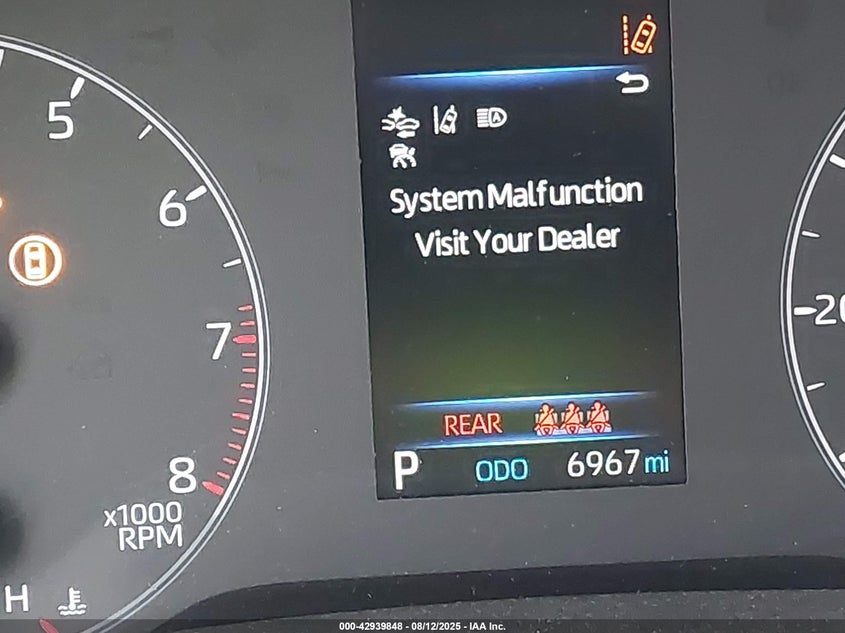 5
6
7
8
x1000
RPM
H
System Malfunction
Visit Your Dealer
REAR
P ODO 6967 mi
000-42939848 - 08/12/2025 - IAA Inc.